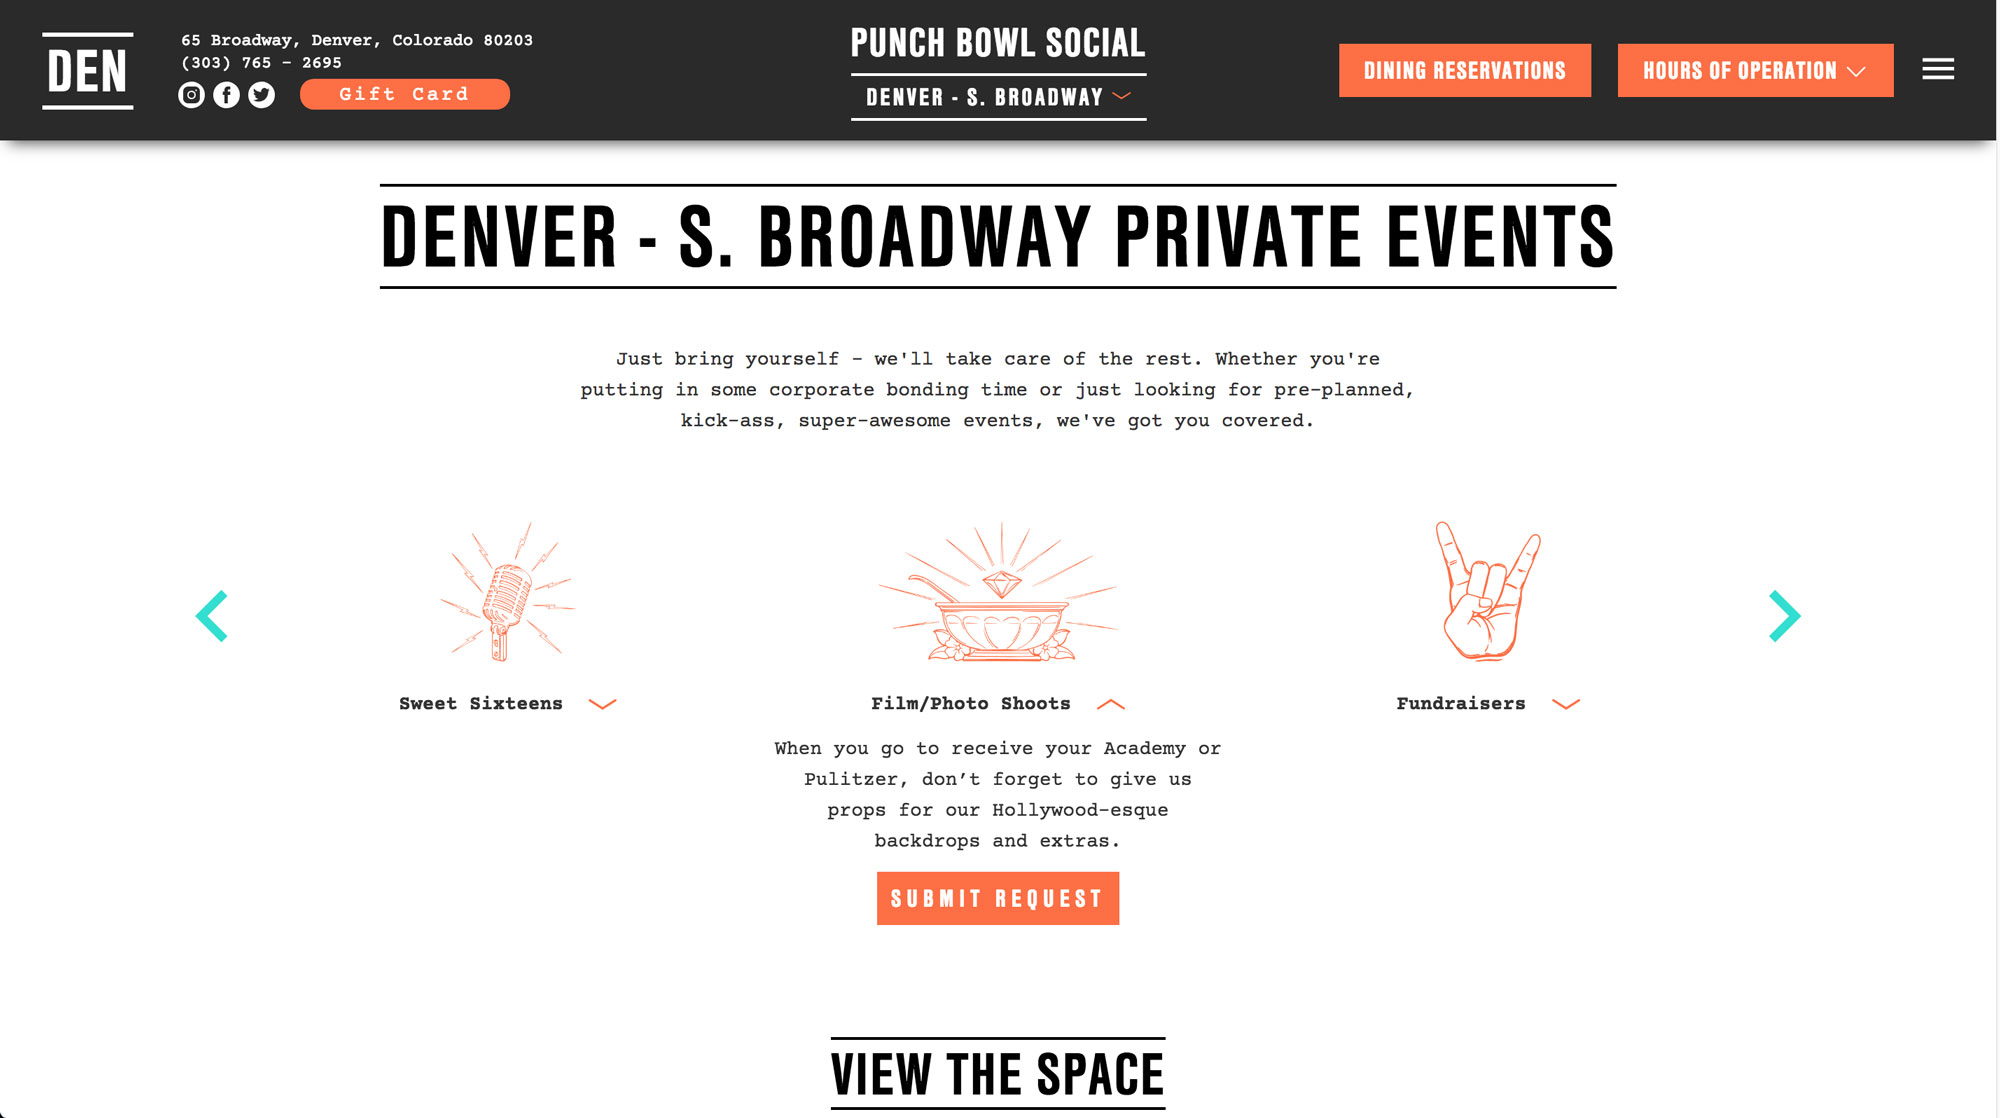 DEN
65 Broadway, Denver, Colorado 80203
(303) 765 - 2695
Gift Card
PUNCH BOWL SOCIAL
DENVER - S. BROADWAY
DINING RESERVATIONS
HOURS OF OPERATION
DENVER - S. BROADWAY PRIVATE EVENTS
Just bring yourself - we'll take care of the rest. Whether you're
putting in some corporate bonding time or just looking for pre-planned,
kick-ass, super-awesome events, we've got you covered.
Sweet Sixteens
Film/Photo Shoots
When you go to receive your Academy or
Pulitzer, don’t forget to give us
props for our Hollywood-esque
backdrops and extras.
SUBMIT REQUEST
Fundraisers
VIEW THE SPACE